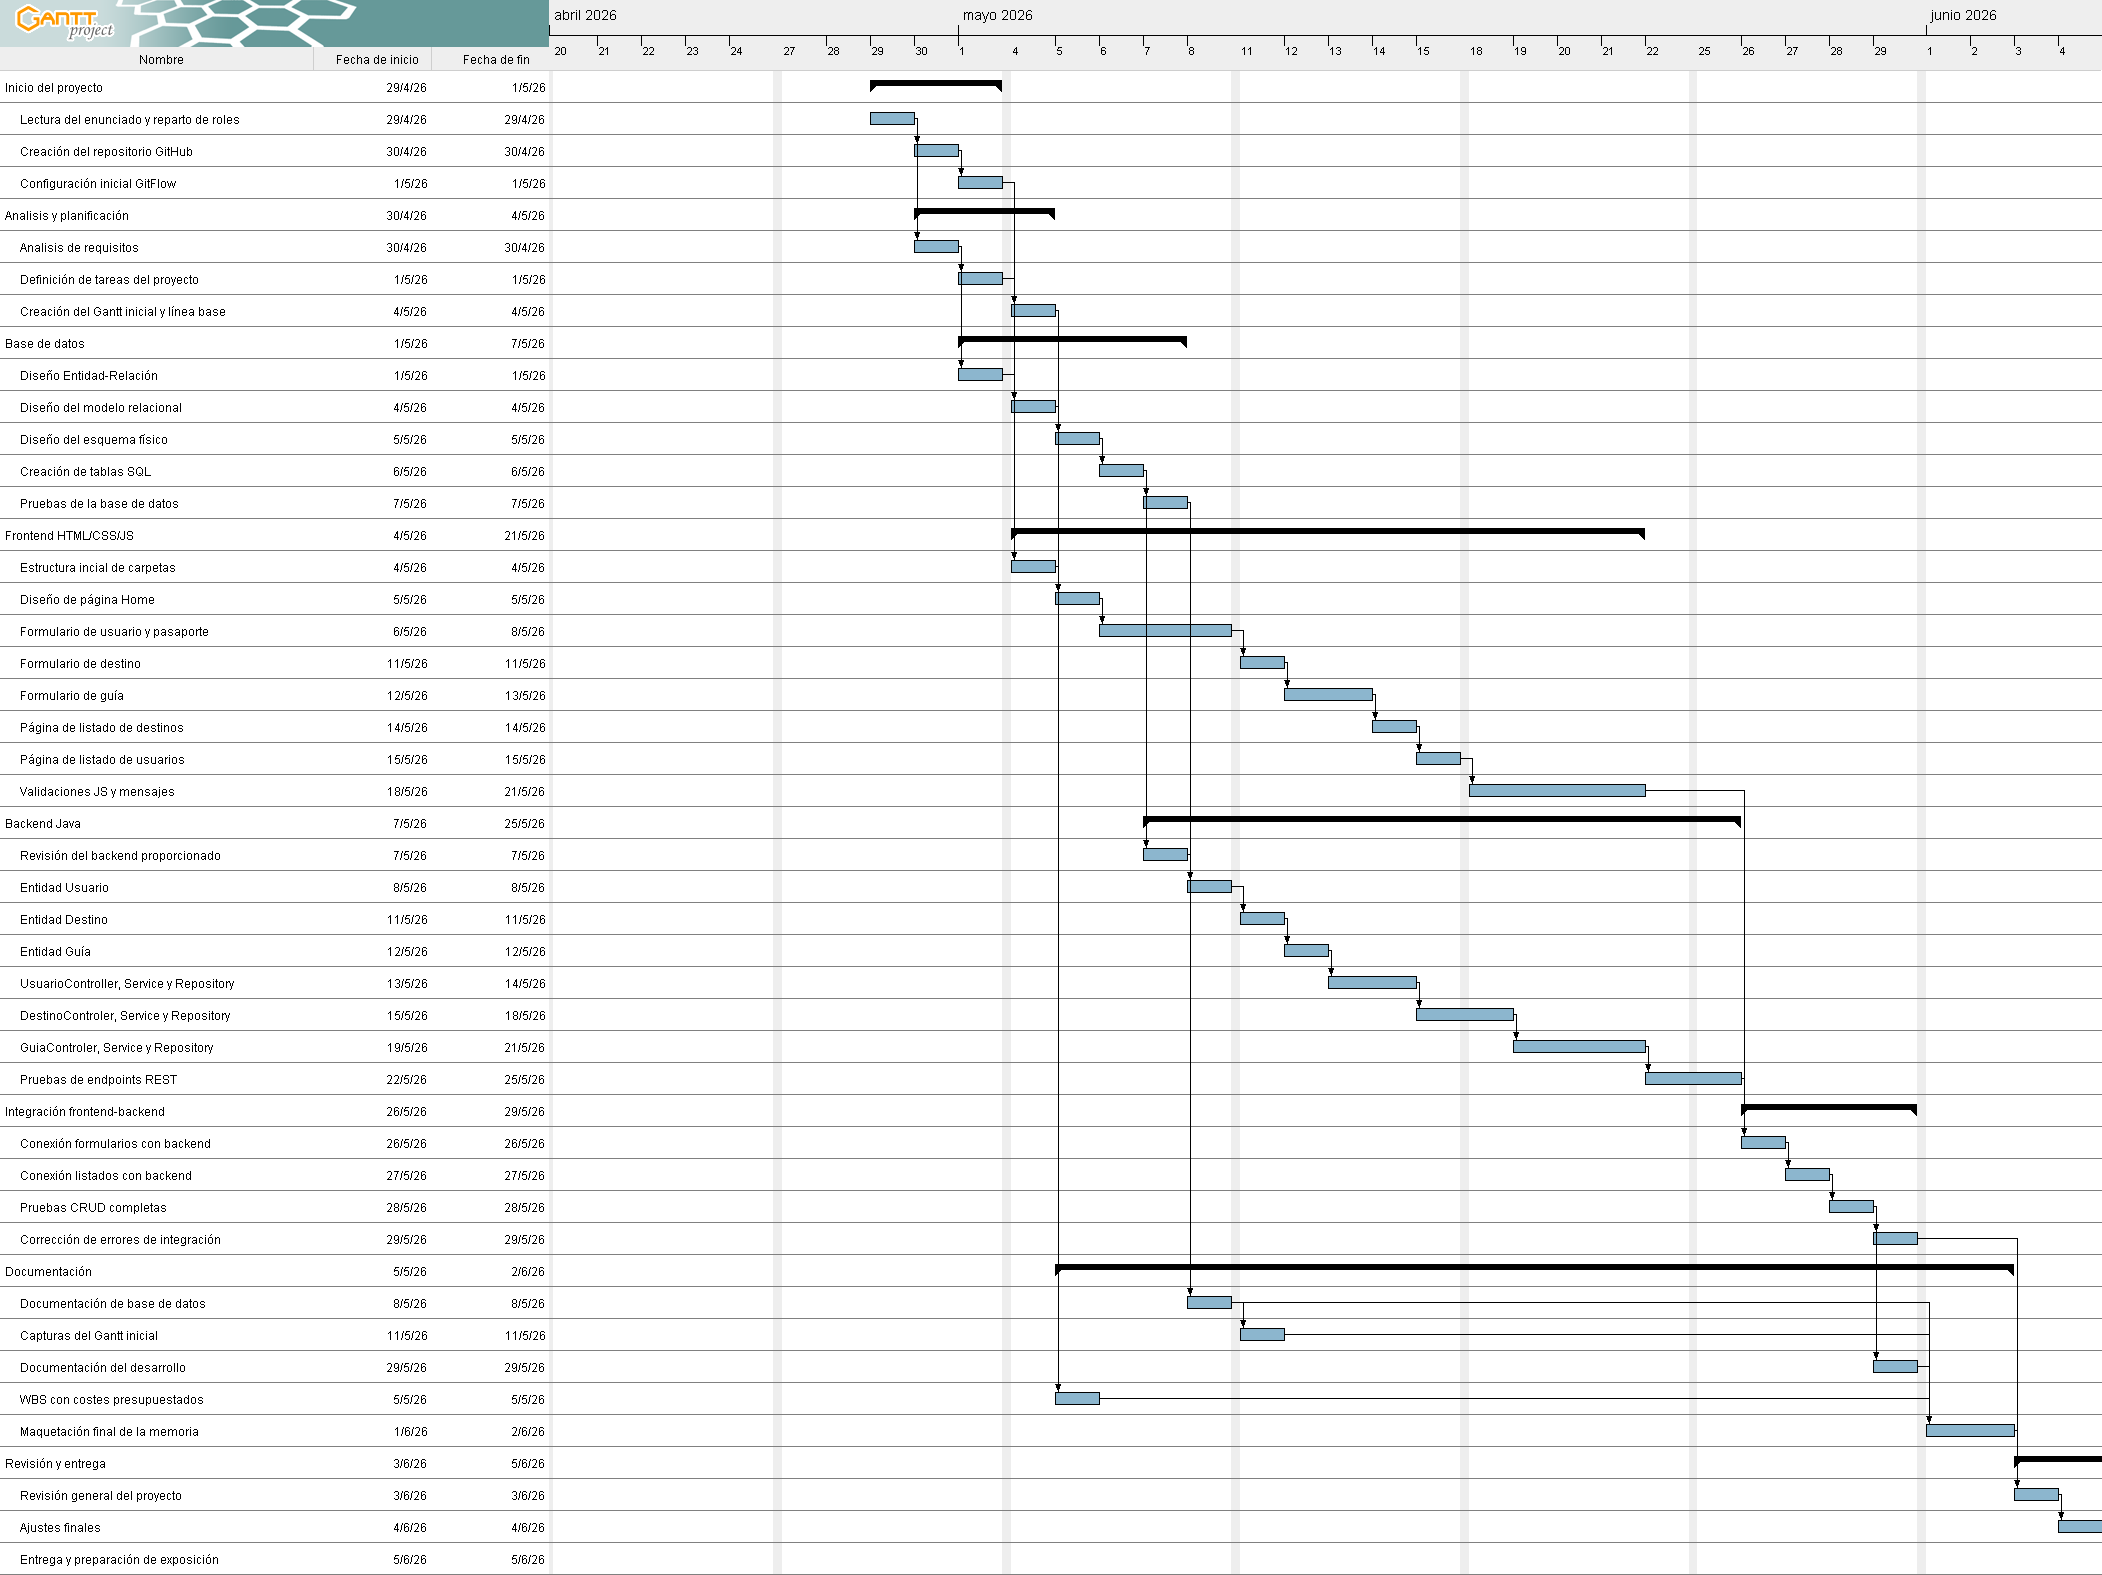 GANTT
project
abril 2026
mayo 2026
junio 2026
20 21 22 23 24 27 28 29 30 1 4 5 6 7 8 11 12 13 14 15 18 19 20 21 22 25 26 27 28 29 1 2 3 4
Nombre Fecha de inicio Fecha de fin
Inicio del proyecto 29/4/26 1/5/26
Lectura del enunciado y reparto de roles 29/4/26 29/4/26
Creación del repositorio GitHub 30/4/26 30/4/26
Configuración inicial GitFlow 1/5/26 1/5/26
Analisis y planificación 30/4/26 4/5/26
Analisis de requisitos 30/4/26 30/4/26
Definición de tareas del proyecto 1/5/26 1/5/26
Creación del Gantt inicial y línea base 4/5/26 4/5/26
Base de datos 1/5/26 7/5/26
Diseño Entidad-Relación 1/5/26 1/5/26
Diseño del modelo relacional 4/5/26 4/5/26
Diseño del esquema físico 5/5/26 5/5/26
Creación de tablas SQL 6/5/26 6/5/26
Pruebas de la base de datos 7/5/26 7/5/26
Frontend HTML/CSS/JS 4/5/26 21/5/26
Estructura incial de carpetas 4/5/26 4/5/26
Diseño de página Home 5/5/26 5/5/26
Formulario de usuario y pasaporte 6/5/26 8/5/26
Formulario de destino 11/5/26 11/5/26
Formulario de guía 12/5/26 13/5/26
Página de listado de destinos 14/5/26 14/5/26
Página de listado de usuarios 15/5/26 15/5/26
Validaciones JS y mensajes 18/5/26 21/5/26
Backend Java 7/5/26 25/5/26
Revisión del backend proporcionado 7/5/26 7/5/26
Entidad Usuario 8/5/26 8/5/26
Entidad Destino 11/5/26 11/5/26
Entidad Guía 12/5/26 12/5/26
UsuarioController, Service y Repository 13/5/26 14/5/26
DestinoControler, Service y Repository 15/5/26 18/5/26
GuiaControler, Service y Repository 19/5/26 21/5/26
Pruebas de endpoints REST 22/5/26 25/5/26
Integración frontend-backend 26/5/26 29/5/26
Conexión formularios con backend 26/5/26 26/5/26
Conexión listados con backend 27/5/26 27/5/26
Pruebas CRUD completas 28/5/26 28/5/26
Corrección de errores de integración 29/5/26 29/5/26
Documentación 5/5/26 2/6/26
Documentación de base de datos 8/5/26 8/5/26
Capturas del Gantt inicial 11/5/26 11/5/26
Documentación del desarrollo 29/5/26 29/5/26
WBS con costes presupuestados 5/5/26 5/5/26
Maquetación final de la memoria 1/6/26 2/6/26
Revisión y entrega 3/6/26 5/6/26
Revisión general del proyecto 3/6/26 3/6/26
Ajustes finales 4/6/26 4/6/26
Entrega y preparación de exposición 5/6/26 5/6/26